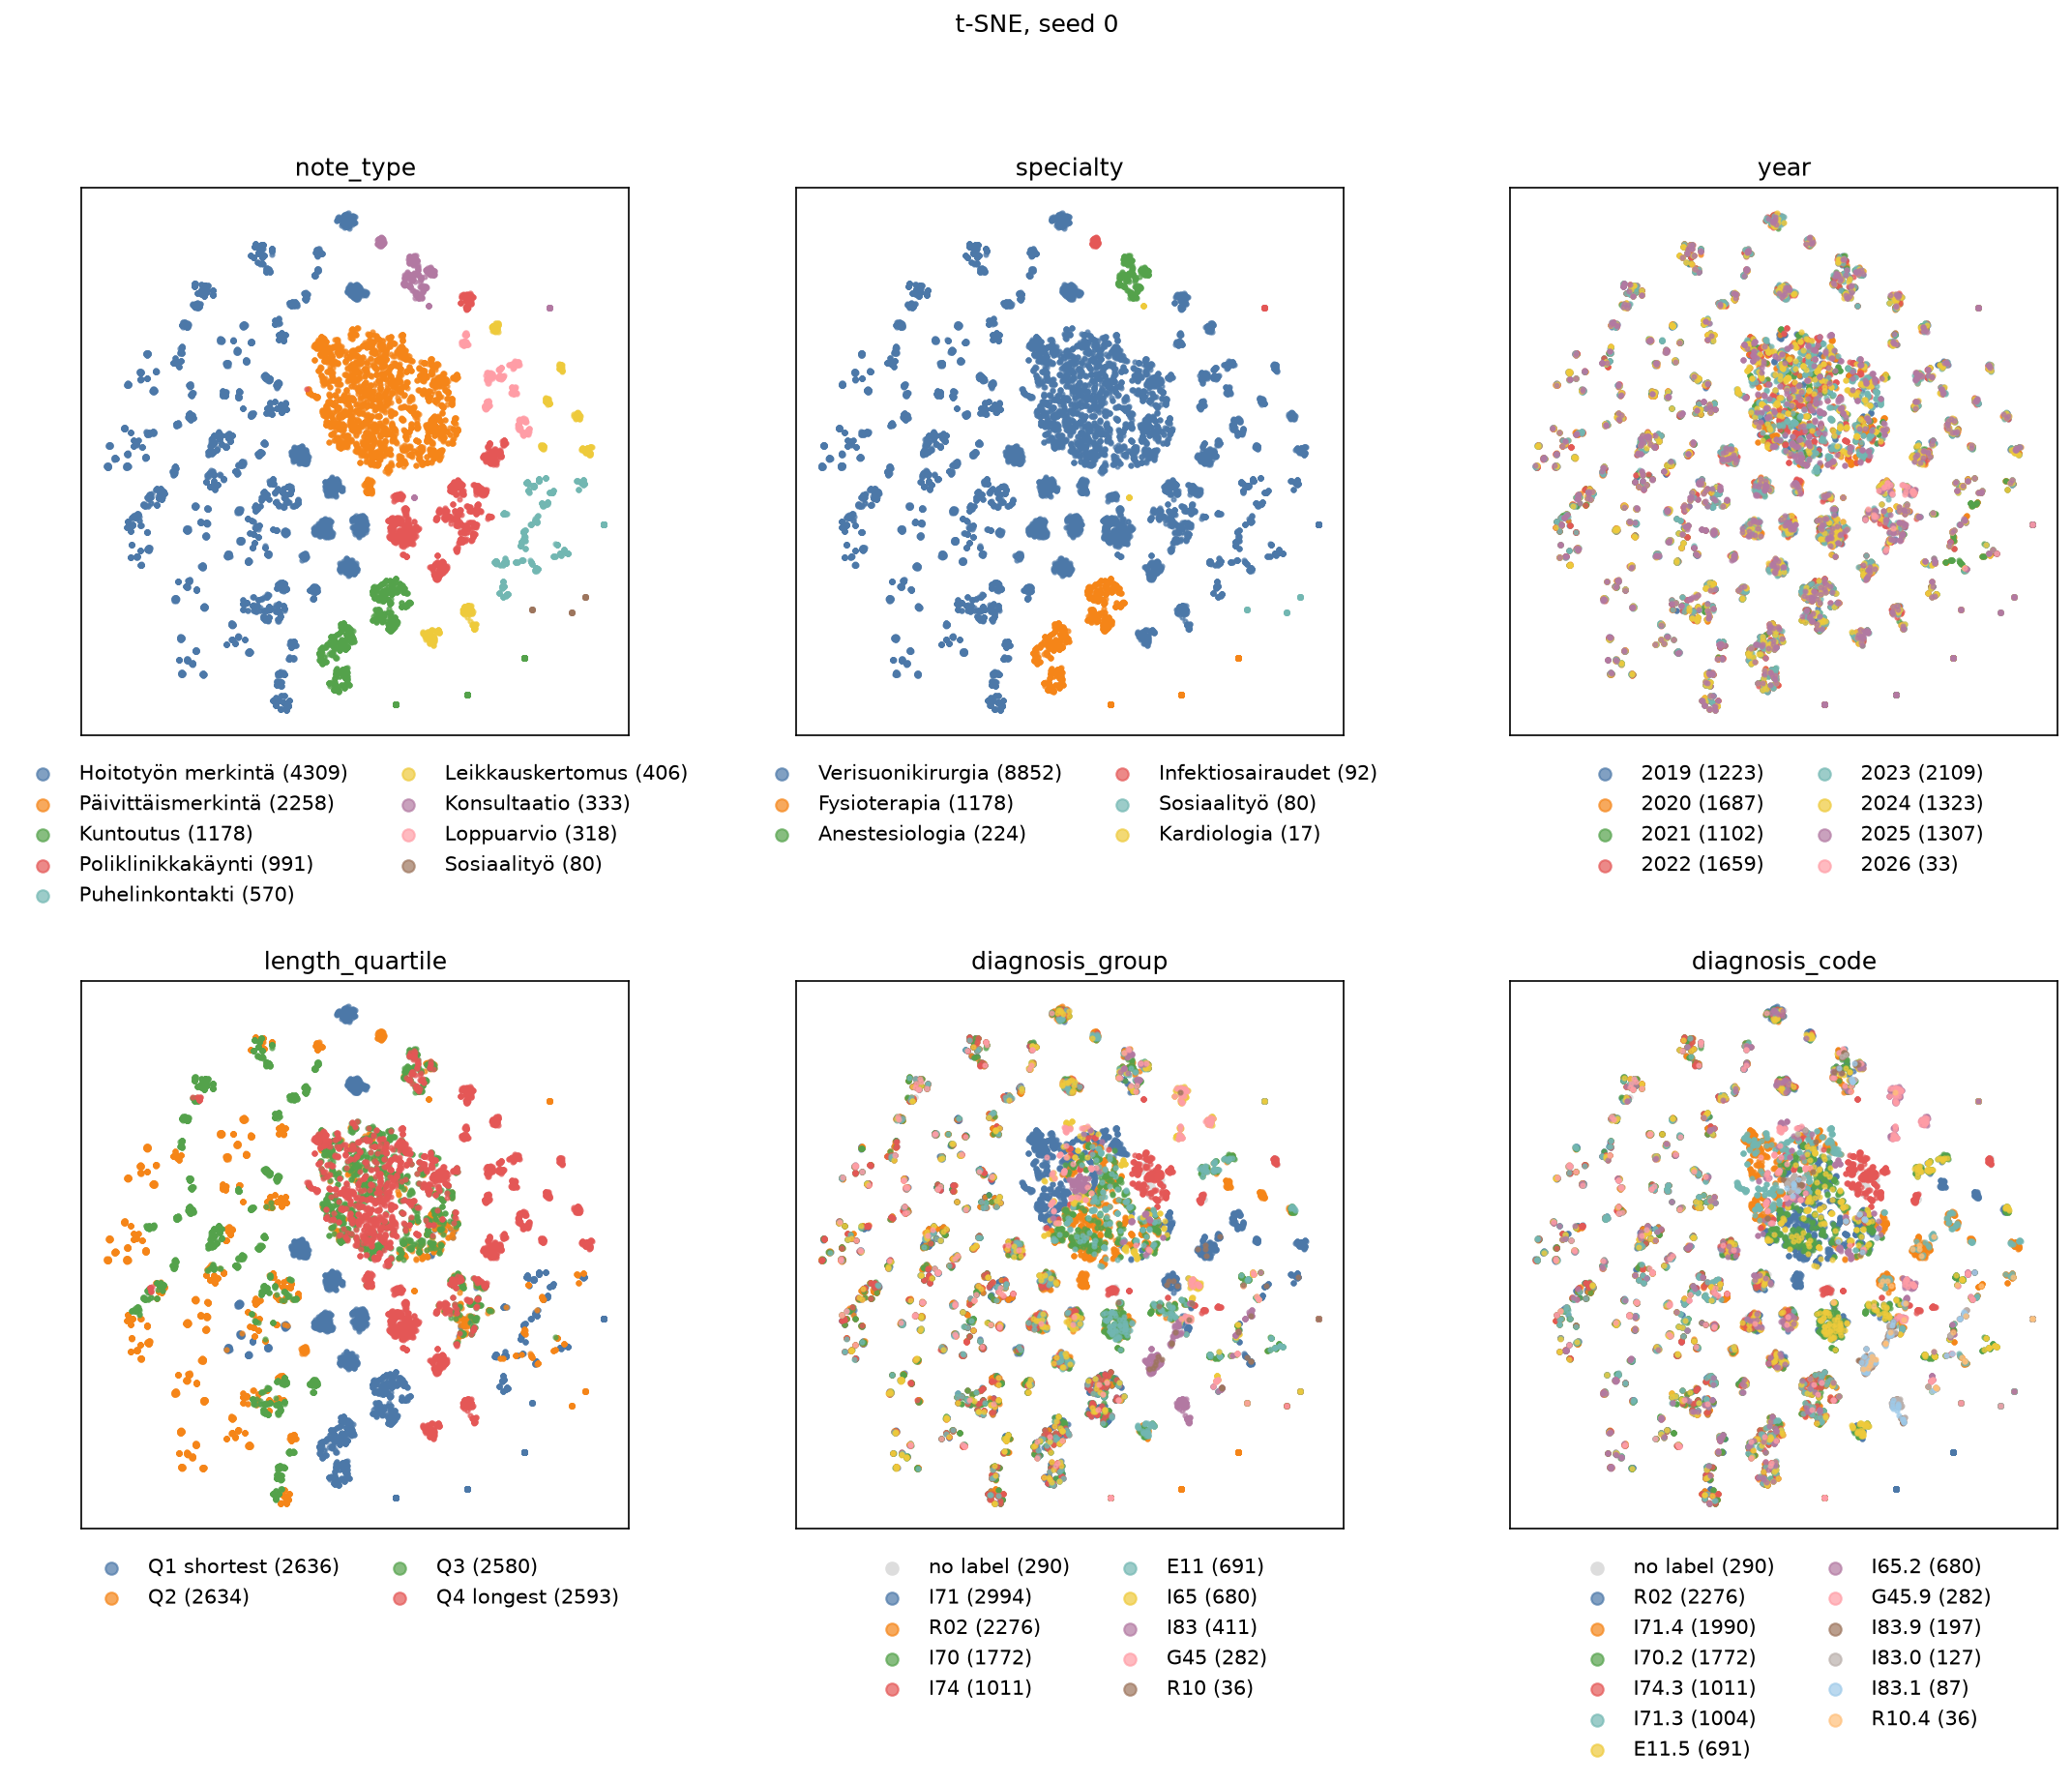 t-SNE, seed 0
note_type
Hoitotyön merkintä (4309)
Päivittäismerkintä (2258)
Kuntoutus (1178)
Poliklinikkakäynti (991)
Puhelinkontakti (570)
Leikkauskertomus (406)
Konsultaatio (333)
Loppuarvio (318)
Sosiaalityö (80)
specialty
Verisuonikirurgia (8852)
Fysioterapia (1178)
Anestesiologia (224)
Infektiosairaudet (92)
Sosiaalityö (80)
Kardiologia (17)
year
2019 (1223)
2020 (1687)
2021 (1102)
2022 (1659)
2023 (2109)
2024 (1323)
2025 (1307)
2026 (33)
length_quartile
Q1 shortest (2636)
Q2 (2634)
Q3 (2580)
Q4 longest (2593)
diagnosis_group
no label (290)
I71 (2994)
R02 (2276)
I70 (1772)
I74 (1011)
E11 (691)
I65 (680)
I83 (411)
G45 (282)
R10 (36)
diagnosis_code
no label (290)
R02 (2276)
I71.4 (1990)
I70.2 (1772)
I74.3 (1011)
I71.3 (1004)
E11.5 (691)
I65.2 (680)
G45.9 (282)
I83.9 (197)
I83.0 (127)
I83.1 (87)
R10.4 (36)